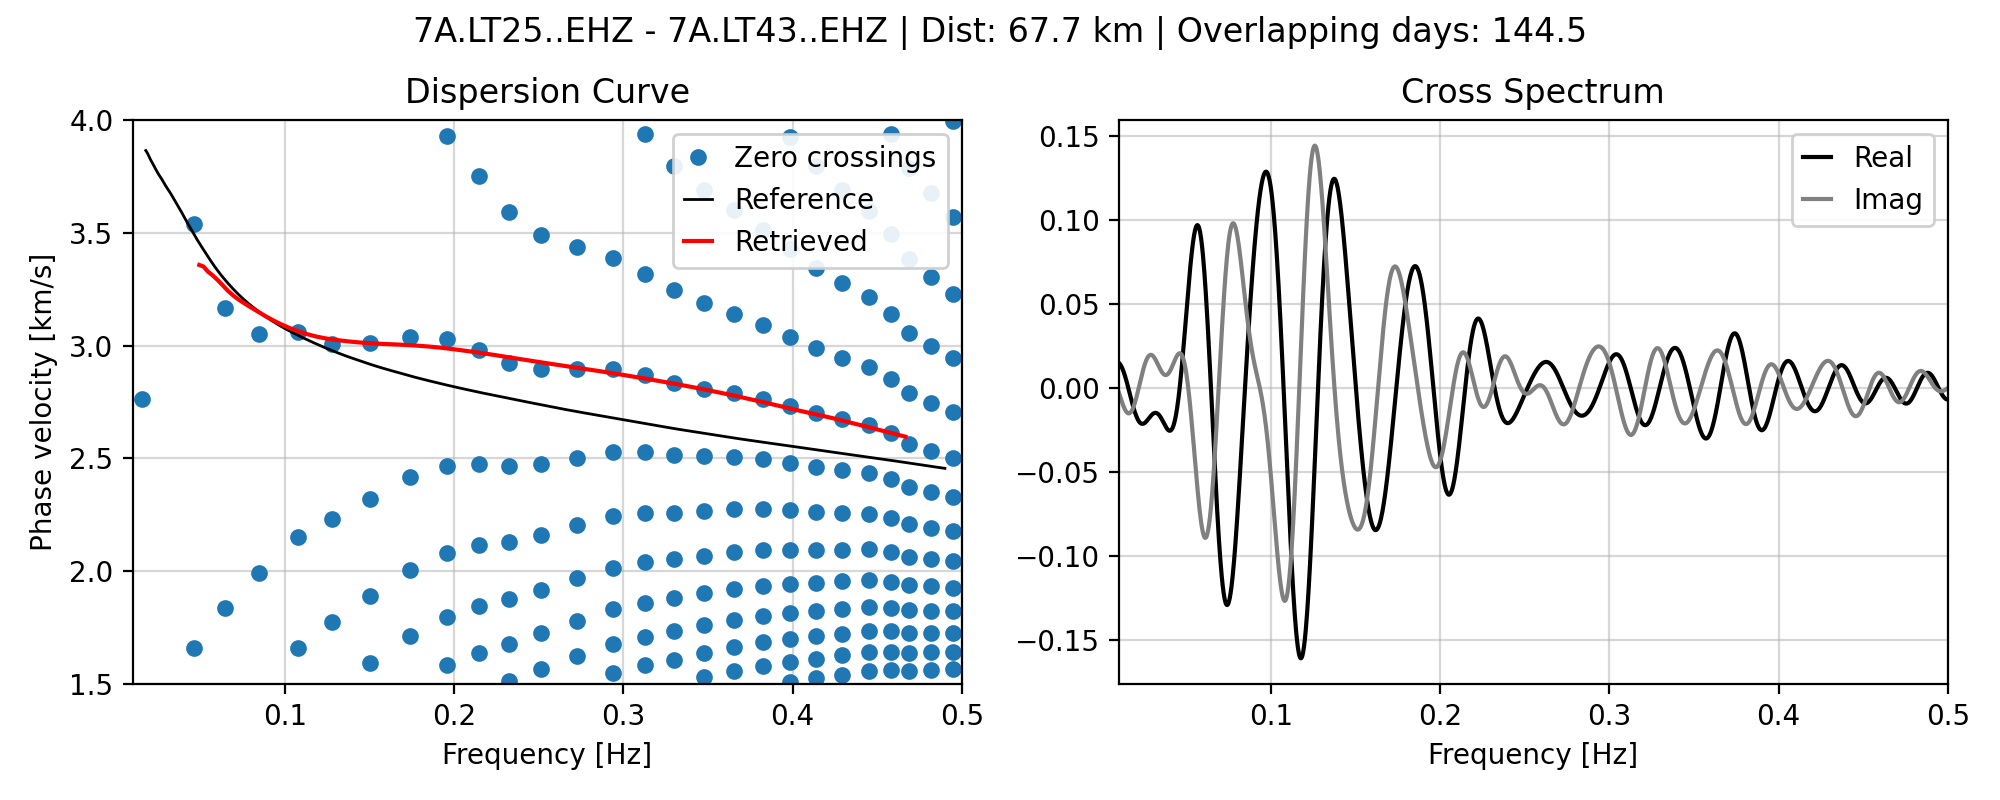 7A.LT25..EHZ - 7A.LT43..EHZ | Dist: 67.7 km | Overlapping days: 144.5
Dispersion Curve
4.0
3.5
3.0
2.5
2.0
1.5
Phase velocity [km/s]
0.1 0.2 0.3 0.4 0.5
Frequency [Hz]
Zero crossings
Reference
Retrieved
Cross Spectrum
0.15
0.10
0.05
0.00
−0.05
−0.10
−0.15
0.1 0.2 0.3 0.4 0.5
Frequency [Hz]
Real
Imag